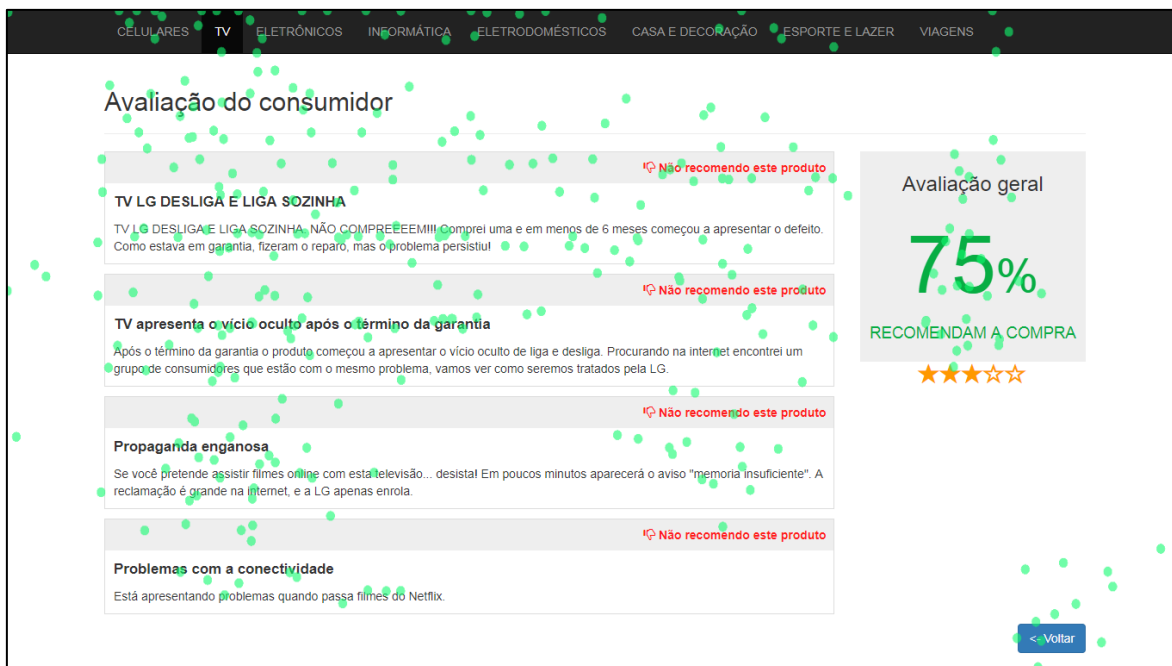 CELULARES TV ELETRÔNICOS INFORMÁTICA ELETRODOMÉSTICOS CASA E DECORAÇÃO ESPORTE E LAZER VIAGENS
Avaliação do consumidor
Não recomendo este produto
TV LG DESLIGA E LIGA SOZINHA
TV LG DESLIGA E LIGA SOZINHA, NÃO COMPREEEEM!!! Comprei uma e em menos de 6 meses começou a apresentar o defeito.
Como estava em garantia, fizeram o reparo, mas o problema persistiu!
Não recomendo este produto
TV apresenta o vício oculto após o término da garantia
Após o término da garantia o produto começou a apresentar o vício oculto de liga e desliga. Procurando na internet encontrei um
grupo de consumidores que estão com o mesmo problema, vamos ver como seremos tratados pela LG.
Não recomendo este produto
Propaganda enganosa
Se você pretende assistir filmes online com esta televisão... desista! Em poucos minutos aparecerá o aviso "memoria insuficiente". A
reclamação é grande na internet, e a LG apenas enrola.
Não recomendo este produto
Problemas com a conectividade
Está apresentando problemas quando passa filmes do Netflix.
Avaliação geral
75%
RECOMENDAM A COMPRA
<- Voltar